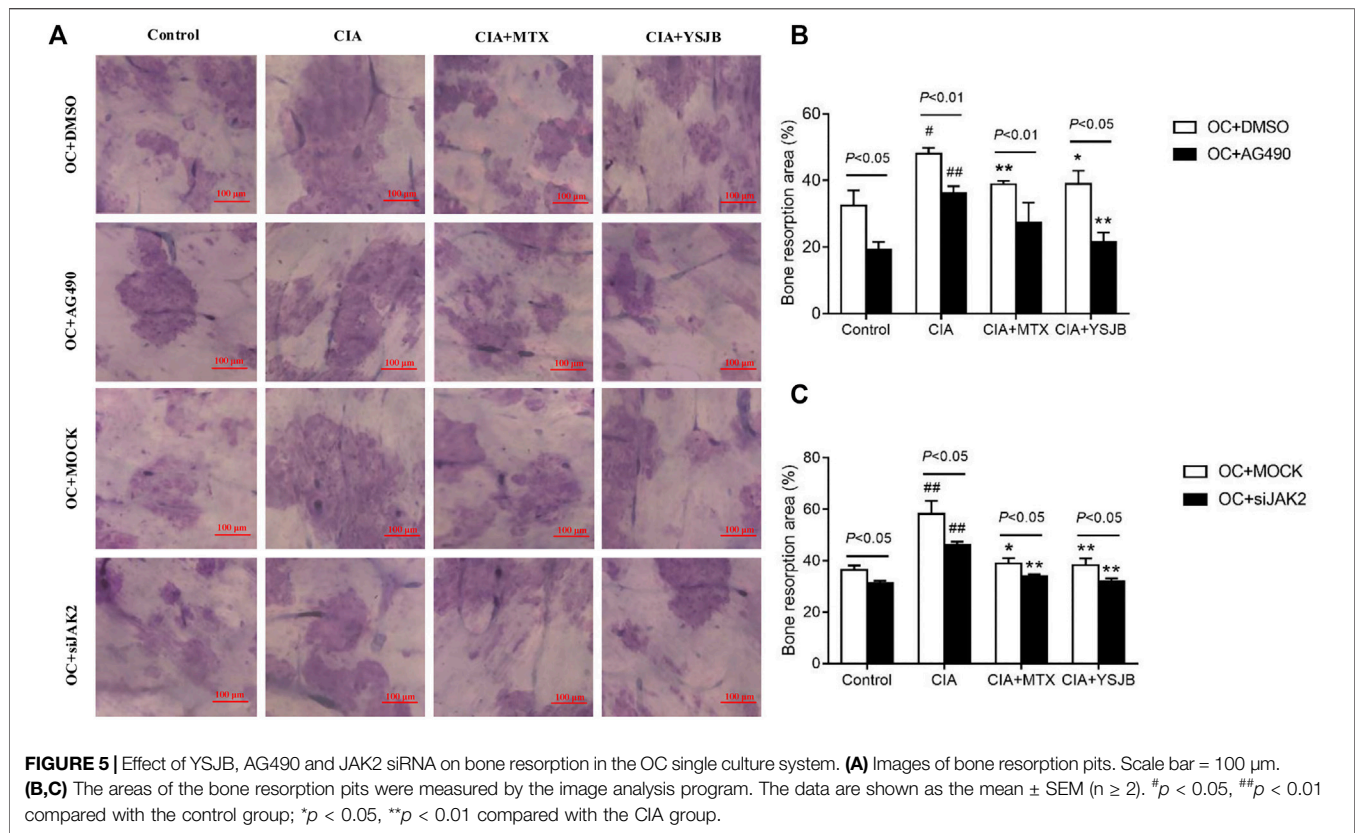 A
Control CIA CIA+MTX CIA+YSJB
OC+DMSO
100 μm 100 μm 100 μm 100 μm
OC+AG490
100 μm 100 μm 100 μm 100 μm
OC+MOCK
100 μm 100 μm 100 μm 100 μm
OC+siJAK2
100 μm 100 μm 100 μm 100 μm
B
Bone resorption area (%)
60
40
20
0
P<0.05
P<0.01
# ##
P<0.01
**
P<0.05
* **
Control CIA CIA+MTX CIA+YSJB
OC+DMSO
OC+AG490
C
Bone resorption area (%)
80
60
40
20
0
P<0.05
P<0.05
## ##
P<0.05
* **
P<0.05
** **
Control CIA CIA+MTX CIA+YSJB
OC+MOCK
OC+siJAK2
FIGURE 5 | Effect of YSJB, AG490 and JAK2 siRNA on bone resorption in the OC single culture system. (A) Images of bone resorption pits. Scale bar = 100 μm.
(B,C) The areas of the bone resorption pits were measured by the image analysis program. The data are shown as the mean ± SEM (n ≥ 2). #p < 0.05, ##p < 0.01
compared with the control group; *p < 0.05, **p < 0.01 compared with the CIA group.